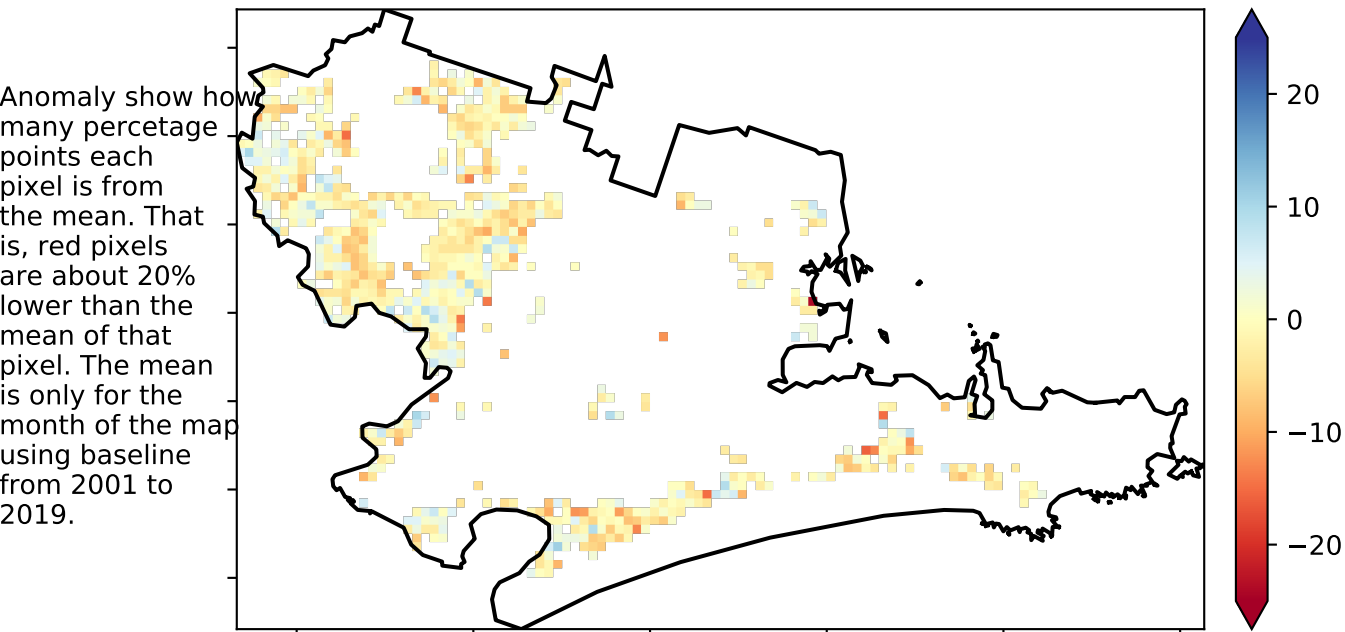 Anomaly show how
many percetage
points each
pixel is from
the mean. That
is, red pixels
are about 20%
lower than the
mean of that
pixel. The mean
is only for the
month of the map
using baseline
from 2001 to
2019.
20
10
0
−10
−20